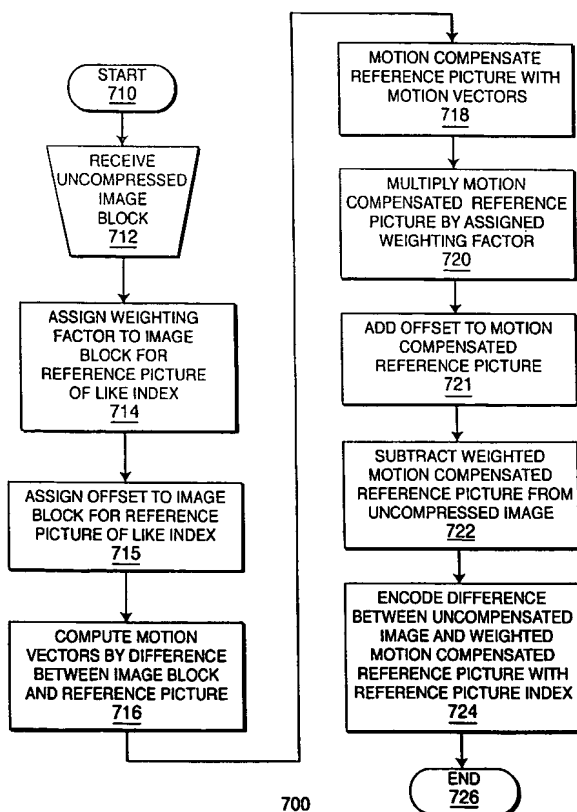 START
710
RECEIVE
UNCOMPRESSED
IMAGE
BLOCK
712
ASSIGN WEIGHTING
FACTOR TO IMAGE
BLOCK FOR
REFERENCE PICTURE
OF LIKE INDEX
714
ASSIGN OFFSET TO IMAGE
BLOCK FOR REFERENCE
PICTURE OF LIKE INDEX
715
COMPUTE MOTION
VECTORS BY DIFFERENCE
BETWEEN IMAGE BLOCK
AND REFERENCE PICTURE
716
MOTION COMPENSATE
REFERENCE PICTURE WITH
MOTION VECTORS
718
MULTIPLY MOTION
COMPENSATED REFERENCE
PICTURE BY ASSIGNED
WEIGHTING FACTOR
720
ADD OFFSET TO MOTION
COMPENSATED
REFERENCE PICTURE
721
SUBTRACT WEIGHTED
MOTION COMPENSATED
REFERENCE PICTURE FROM
UNCOMPRESSED IMAGE
722
ENCODE DIFFERENCE
BETWEEN UNCOMPENSATED
IMAGE AND WEIGHTED
MOTION COMPENSATED
REFERENCE PICTURE WITH
REFERENCE PICTURE INDEX
724
END
726
700